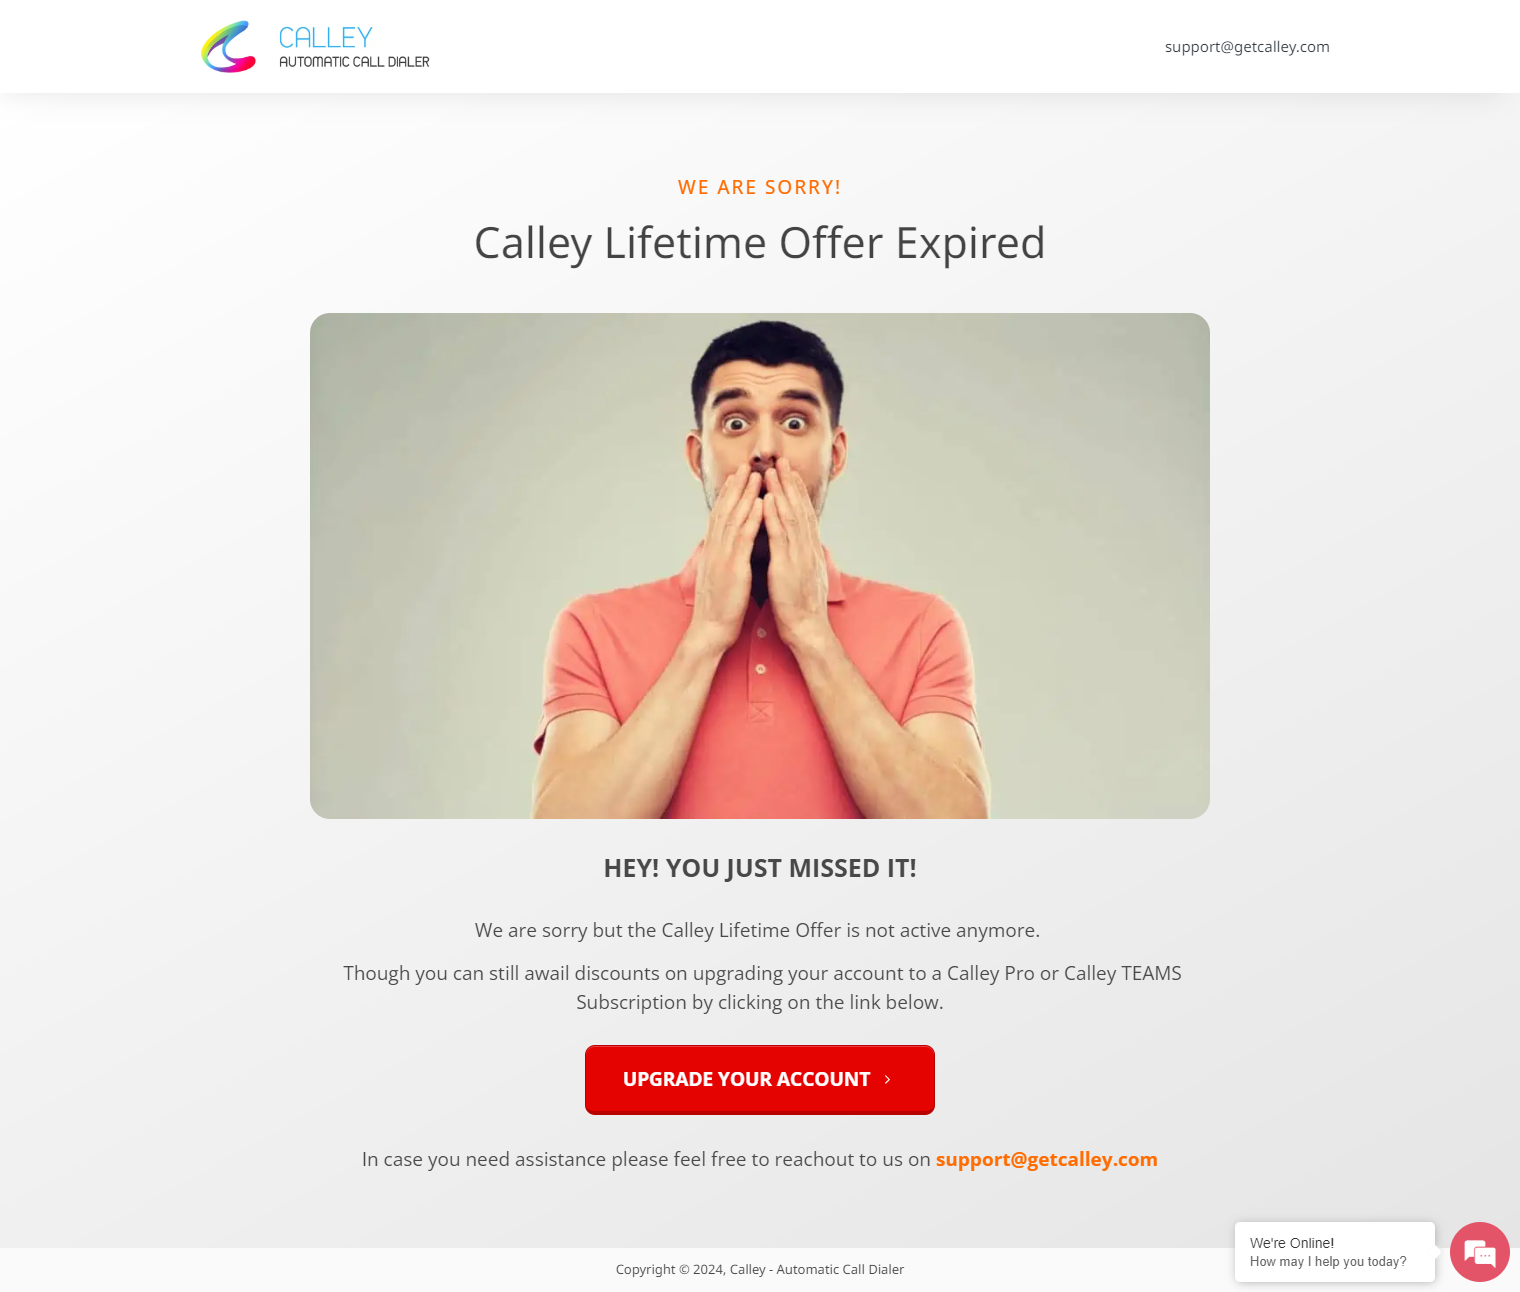 CALLEY
AUTOMATIC CALL DIALER
support@getcalley.com
WE ARE SORRY!
Calley Lifetime Offer Expired
HEY! YOU JUST MISSED IT!
We are sorry but the Calley Lifetime Offer is not active anymore.
Though you can still awail discounts on upgrading your account to a Calley Pro or Calley TEAMS
Subscription by clicking on the link below.
UPGRADE YOUR ACCOUNT
In case you need assistance please feel free to reachout to us on support@getcalley.com
We're Online!
How may I help you today?
Copyright © 2024, Calley - Automatic Call Dialer